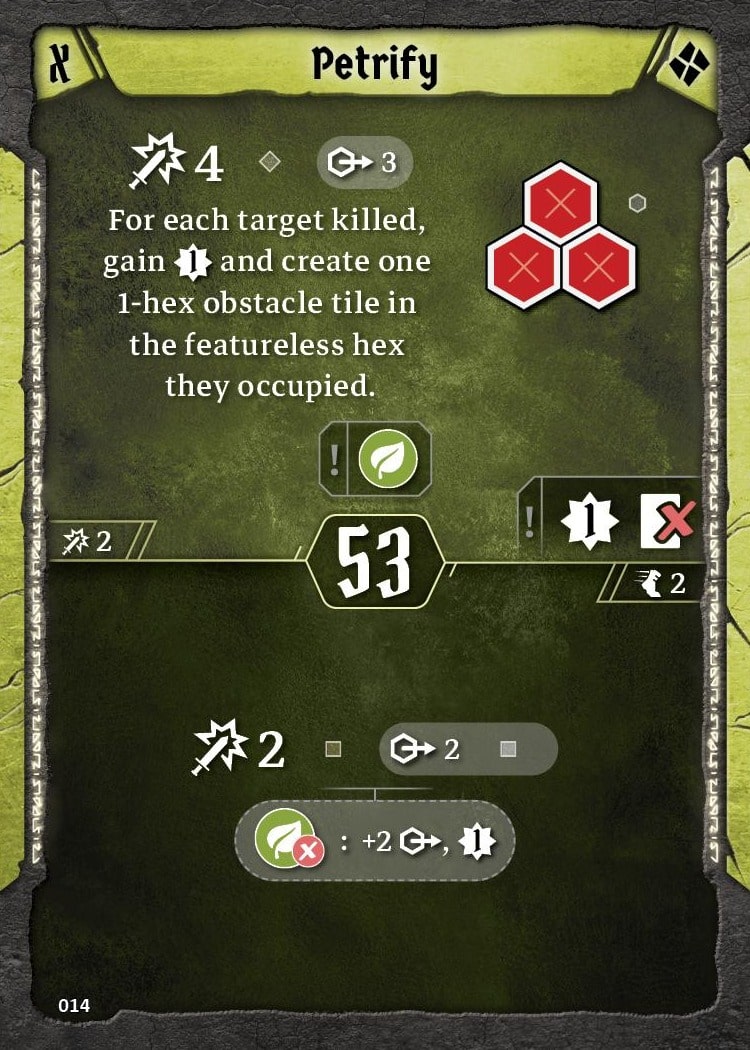 א
Petrify
4
3
For each target killed,
gain 1 and create one
1-hex obstacle tile in
the featureless hex
they occupied.
!
! 1
2
53
2
2
2
: +2 , 1
014